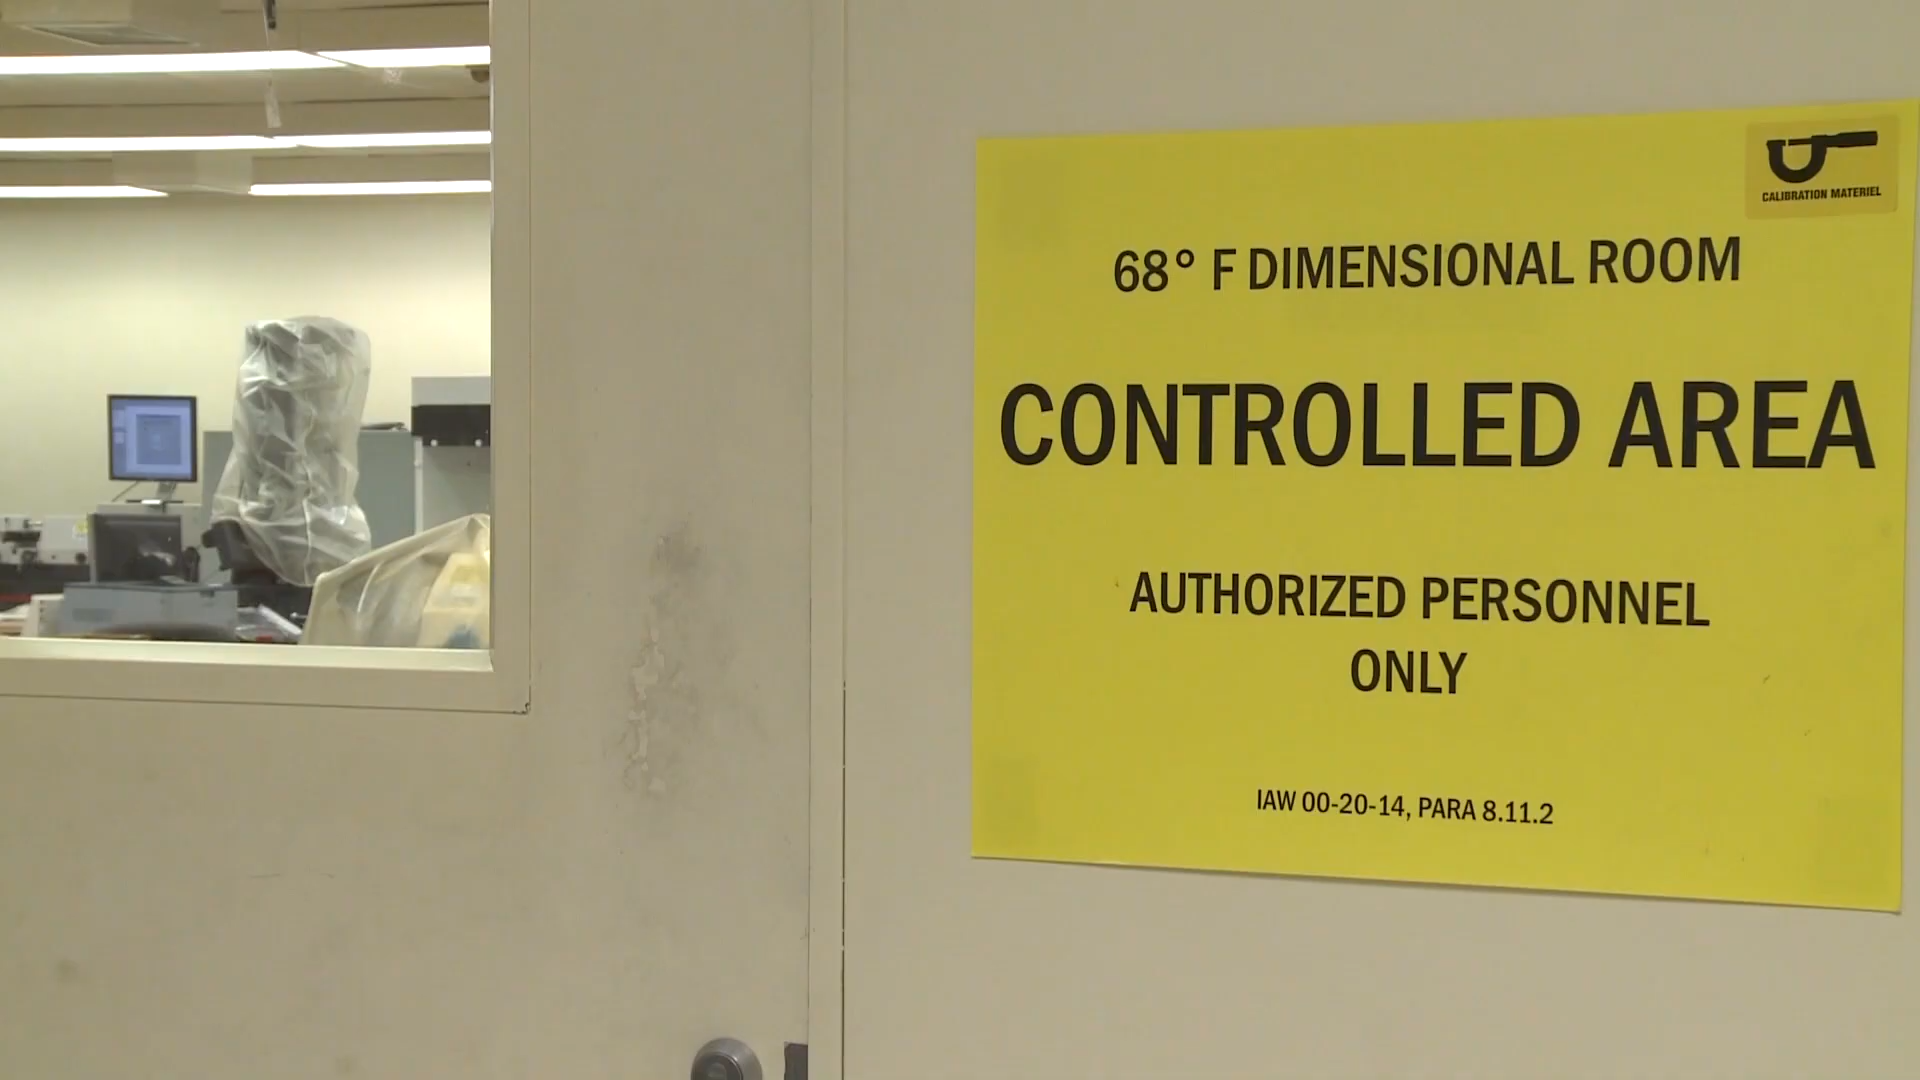 CALIBRATION MATERIEL
68° F DIMENSIONAL ROOM
CONTROLLED AREA
AUTHORIZED PERSONNEL
ONLY
IAW 00-20-14, PARA 8.11.2